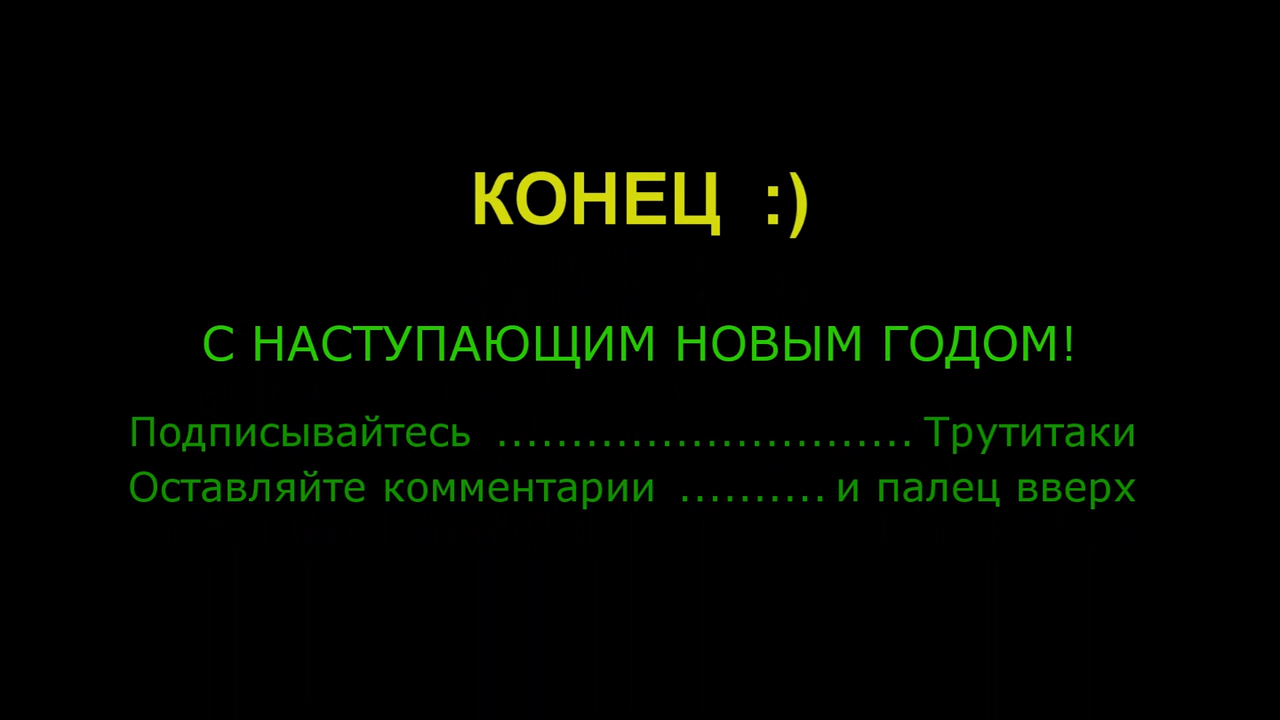 КОНЕЦ :)
С НАСТУПАЮЩИМ НОВЫМ ГОДОМ!
Подписывайтесь ............................ Трутитаки
Оставляйте комментарии .......... и палец вверх